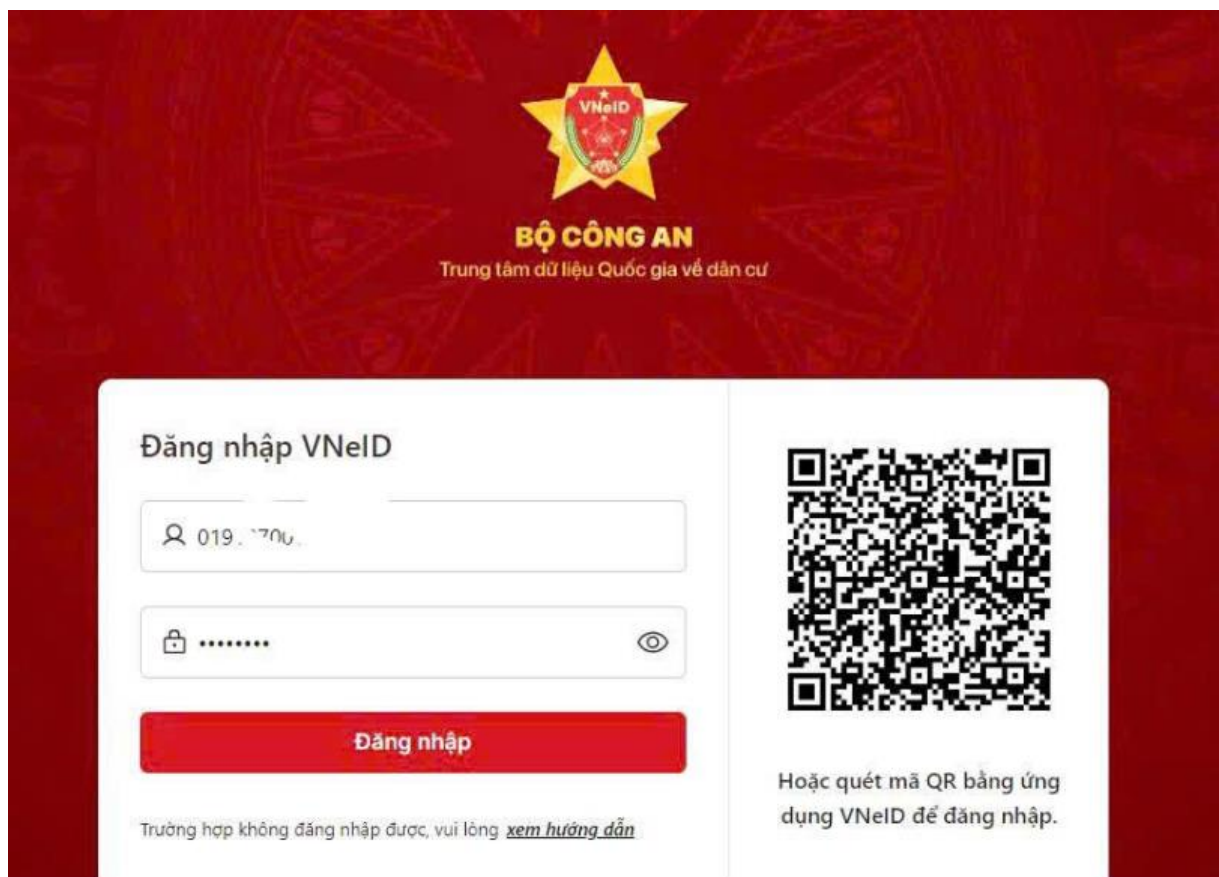 VNeID
BỘ CÔNG AN
Trung tâm dữ liệu Quốc gia về dân cư
Đăng nhập VNeID
019
••••••••
Đăng nhập
Trường hợp không đăng nhập được, vui lòng xem hướng dẫn
Hoặc quét mã QR bằng ứng
dụng VNeID để đăng nhập.